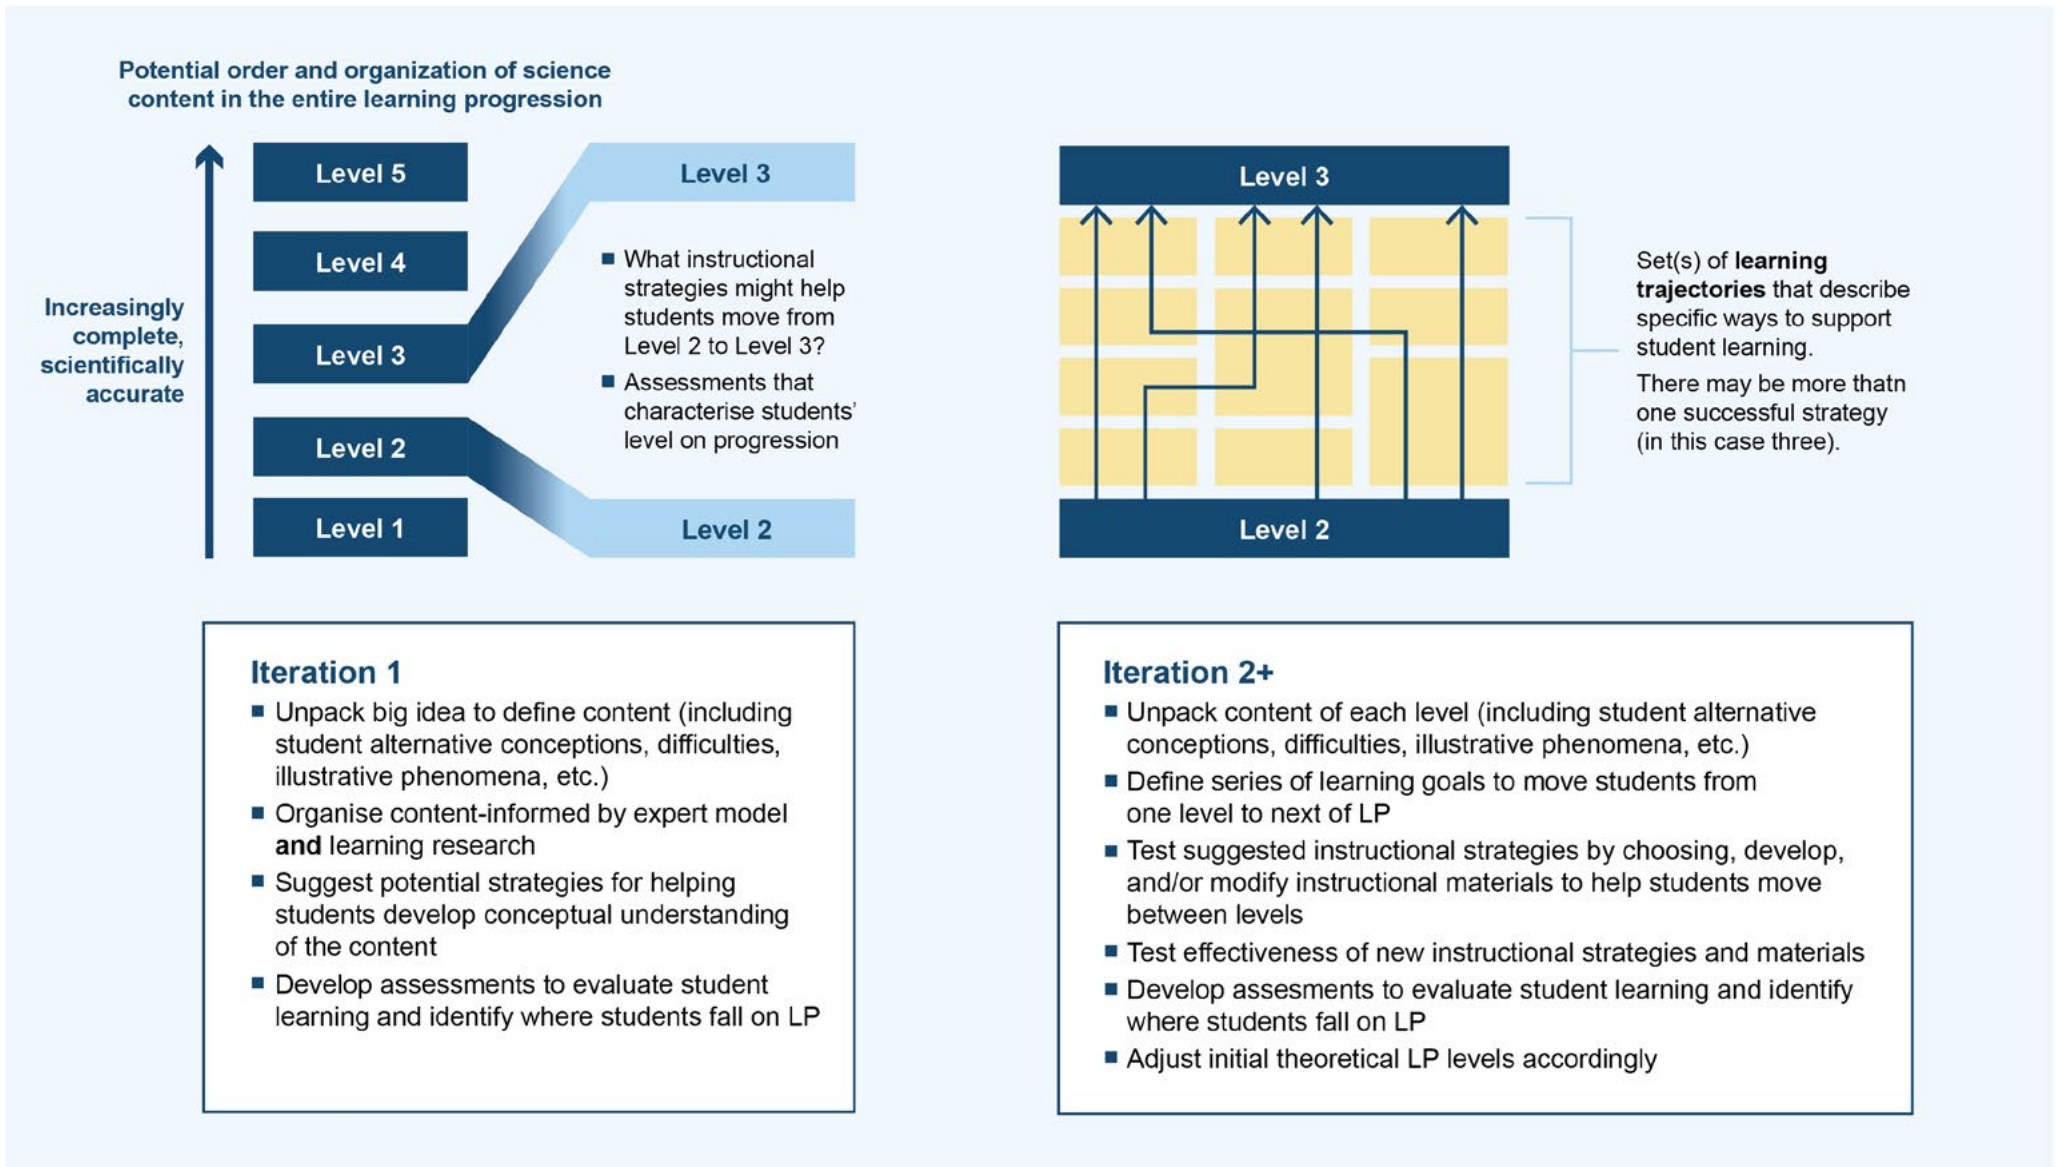 Potential order and organization of science
content in the entire learning progression
Increasingly
complete,
scientifically
accurate
Level 5
Level 4
Level 3
Level 2
Level 1
Level 3
■ What instructional
strategies might help
students move from
Level 2 to Level 3?
■ Assessments that
characterise students'
level on progression
Level 2
Level 3
Level 2
Set(s) of learning
trajectories that describe
specific ways to support
student learning.
There may be more thatn
one successful strategy
(in this case three).
Iteration 1
■ Unpack big idea to define content (including
student alternative conceptions, difficulties,
illustrative phenomena, etc.)
■ Organise content-informed by expert model
and learning research
■ Suggest potential strategies for helping
students develop conceptual understanding
of the content
■ Develop assessments to evaluate student
learning and identify where students fall on LP
Iteration 2+
■ Unpack content of each level (including student alternative
conceptions, difficulties, illustrative phenomena, etc.)
■ Define series of learning goals to move students from
one level to next of LP
■ Test suggested instructional strategies by choosing, develop,
and/or modify instructional materials to help students move
between levels
■ Test effectiveness of new instructional strategies and materials
■ Develop assesments to evaluate student learning and identify
where students fall on LP
■ Adjust initial theoretical LP levels accordingly